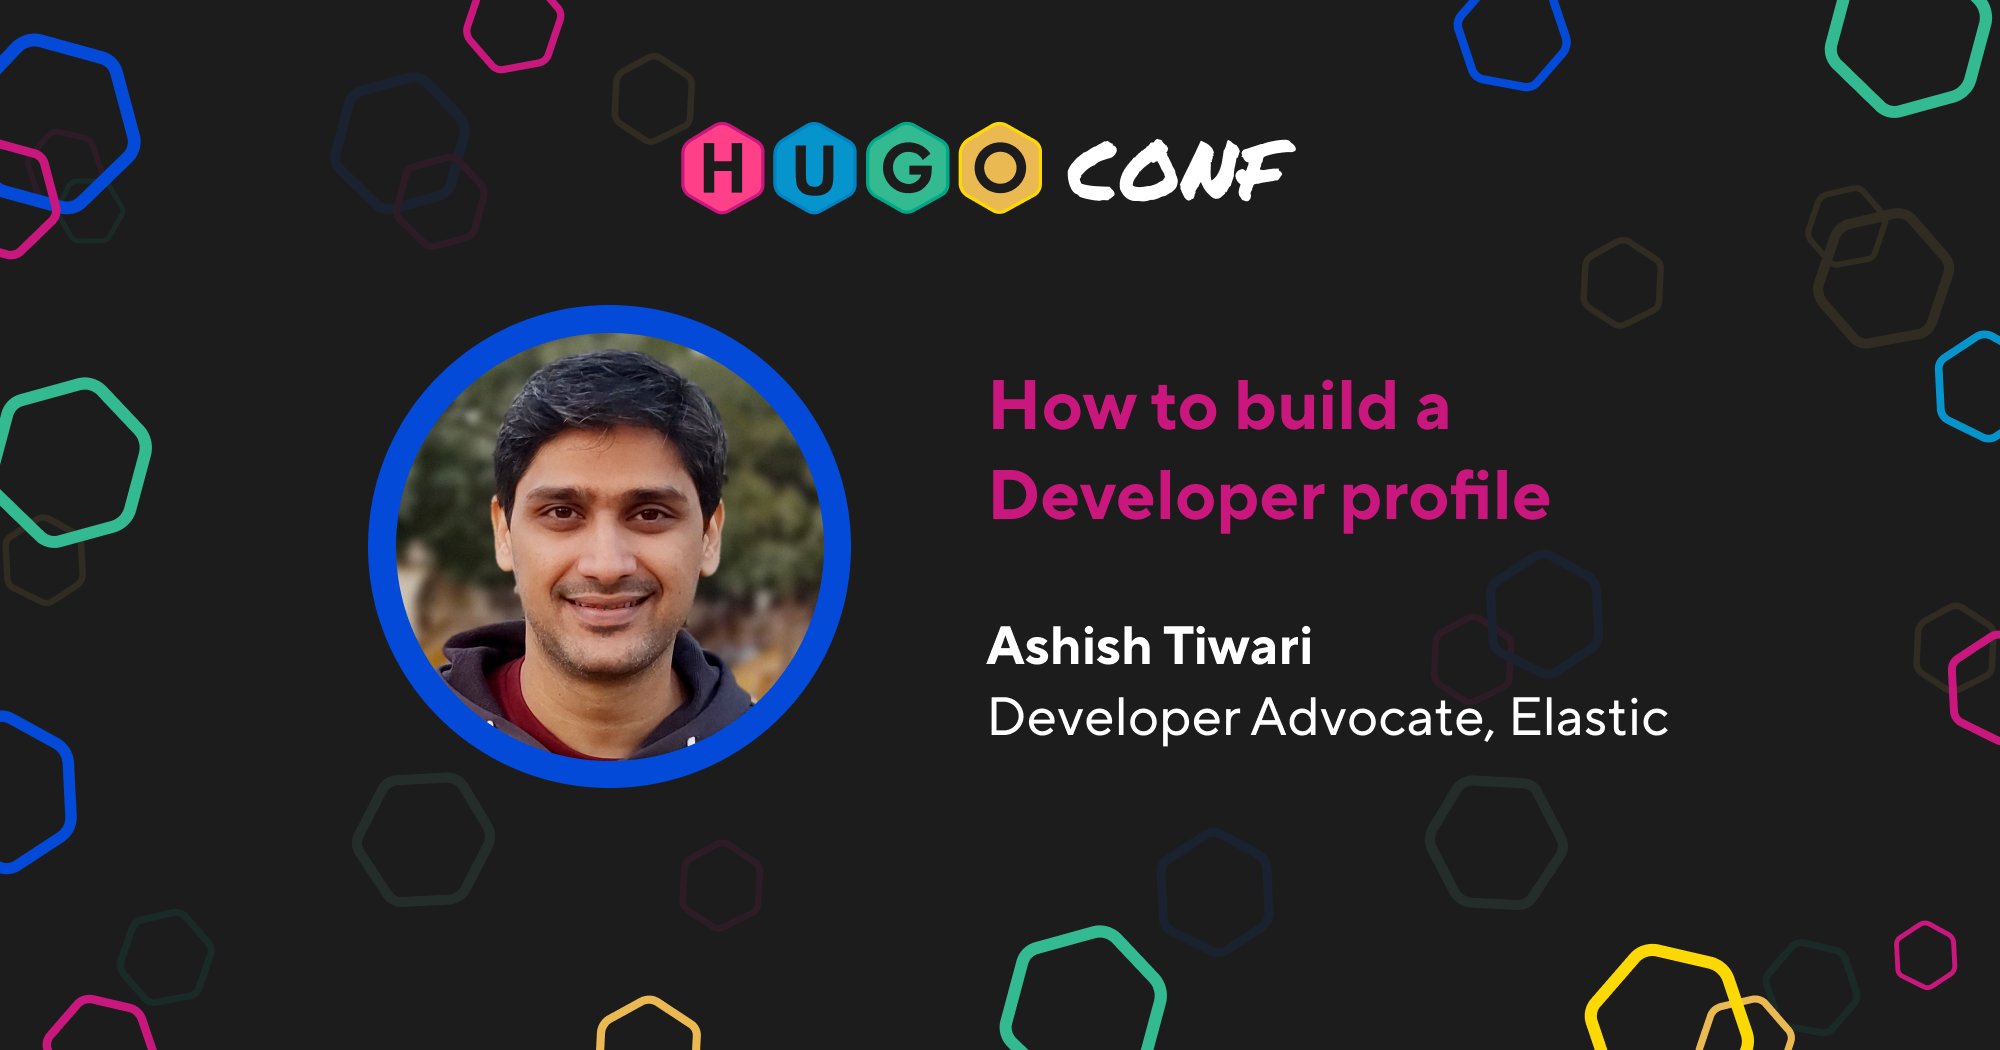 HUGO CONF
How to build a
Developer profile
Ashish Tiwari
Developer Advocate, Elastic